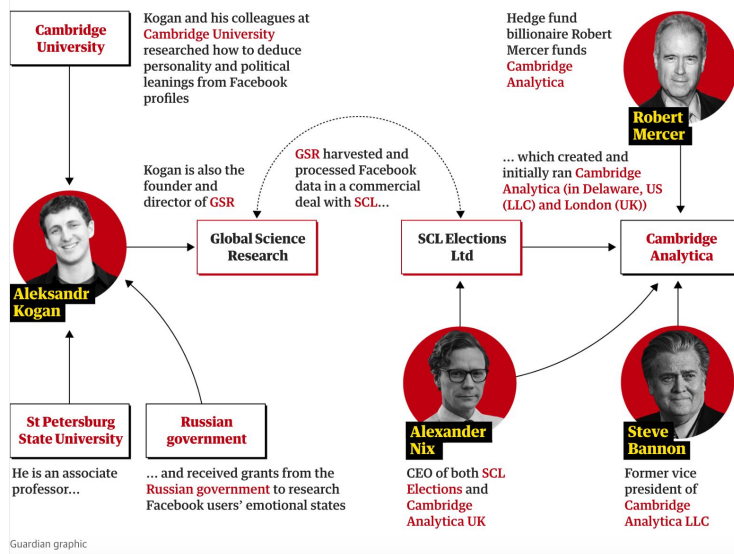 Cambridge
University
Kogan and his colleagues at
Cambridge University
researched how to deduce
personality and political
leanings from Facebook
profiles
Hedge fund
billionaire Robert
Mercer funds
Cambridge
Analytica
Robert
Mercer
Kogan is also the
founder and
director of GSR
GSR harvested and
processed Facebook
data in a commercial
deal with SCL...
... which created and
initially ran Cambridge
Analytica (in Delaware, US
(LLC) and London (UK))
Aleksandr
Kogan
Global Science
Research
SCL Elections
Ltd
Cambridge
Analytica
St Petersburg
State University
Russian
government
Alexander
Nix
Steve
Bannon
He is an associate
professor...
... and received grants from the
Russian government to research
Facebook users' emotional states
CEO of both SCL
Elections and
Cambridge
Analytica UK
Former vice
president of
Cambridge
Analytica LLC
Guardian graphic